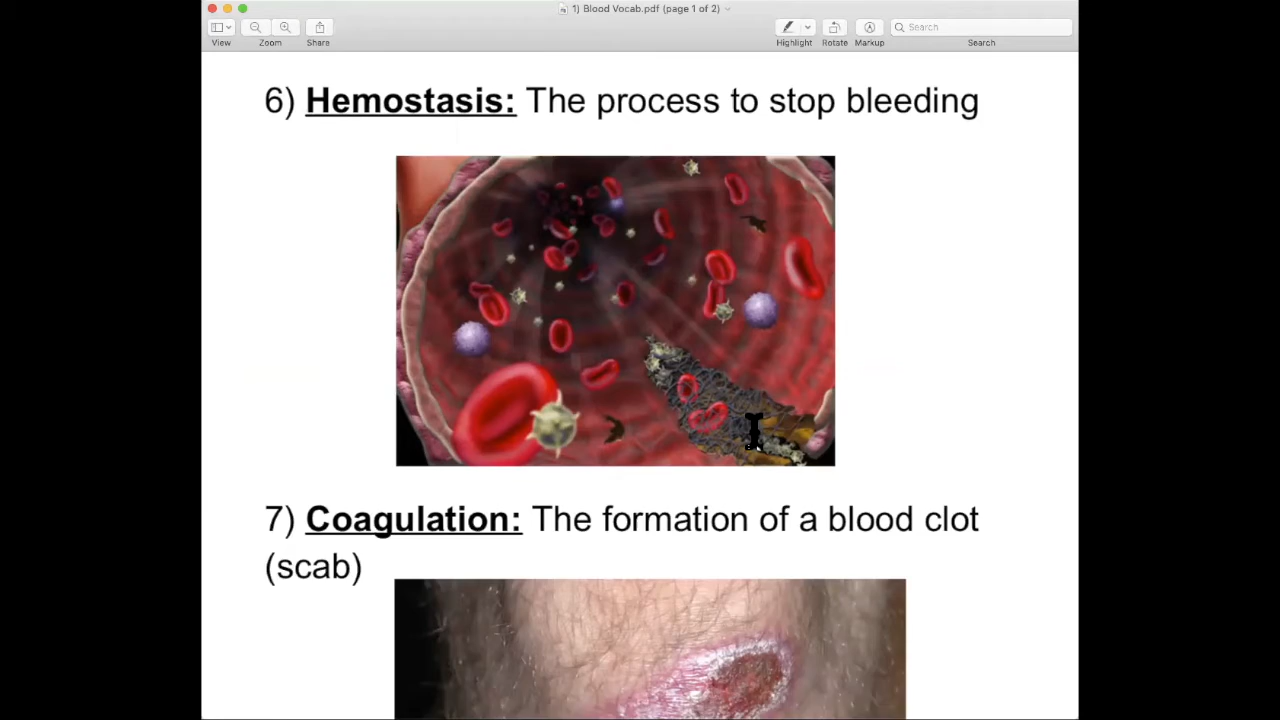 1) Blood Vocab.pdf (page 1 of 2)
View Zoom Share Highlight Rotate Markup Search
Search
6) Hemostasis: The process to stop bleeding
7) Coagulation: The formation of a blood clot
(scab)